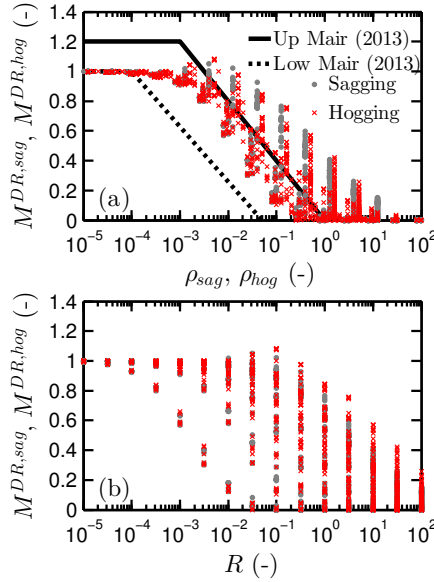 M^{DR,sag}, M^{DR,hog} (-)
1.4
1.2
1
0.8
0.6
0.4
0.2
0
Up Mair (2013)
Low Mair (2013)
Sagging
Hogging
(a)
10^{-5} 10^{-4} 10^{-3} 10^{-2} 10^{-1} 10^{0} 10^{1} 10^{2}
ρ_{sag}, ρ_{hog} (-)
M^{DR,sag}, M^{DR,hog} (-)
1.4
1.2
1
0.8
0.6
0.4
0.2
0
(b)
10^{-5} 10^{-4} 10^{-3} 10^{-2} 10^{-1} 10^{0} 10^{1} 10^{2}
R (-)